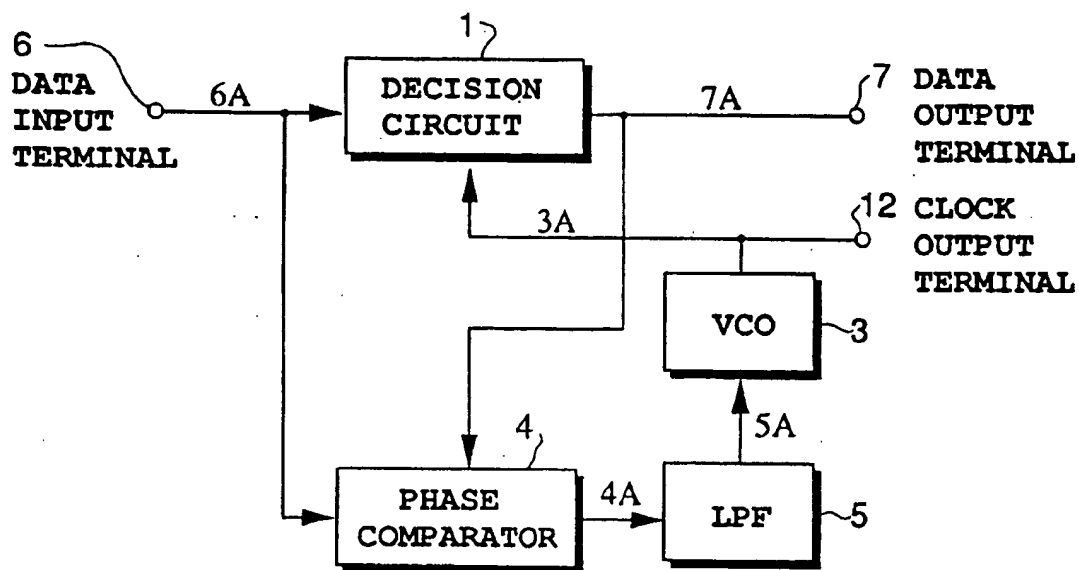 1
6
DATA
INPUT
TERMINAL
6A
DECISION
CIRCUIT
7A
7
DATA
OUTPUT
TERMINAL
3A
12
CLOCK
OUTPUT
TERMINAL
VCO
3
5A
4
PHASE
COMPARATOR
4A
LPF
5